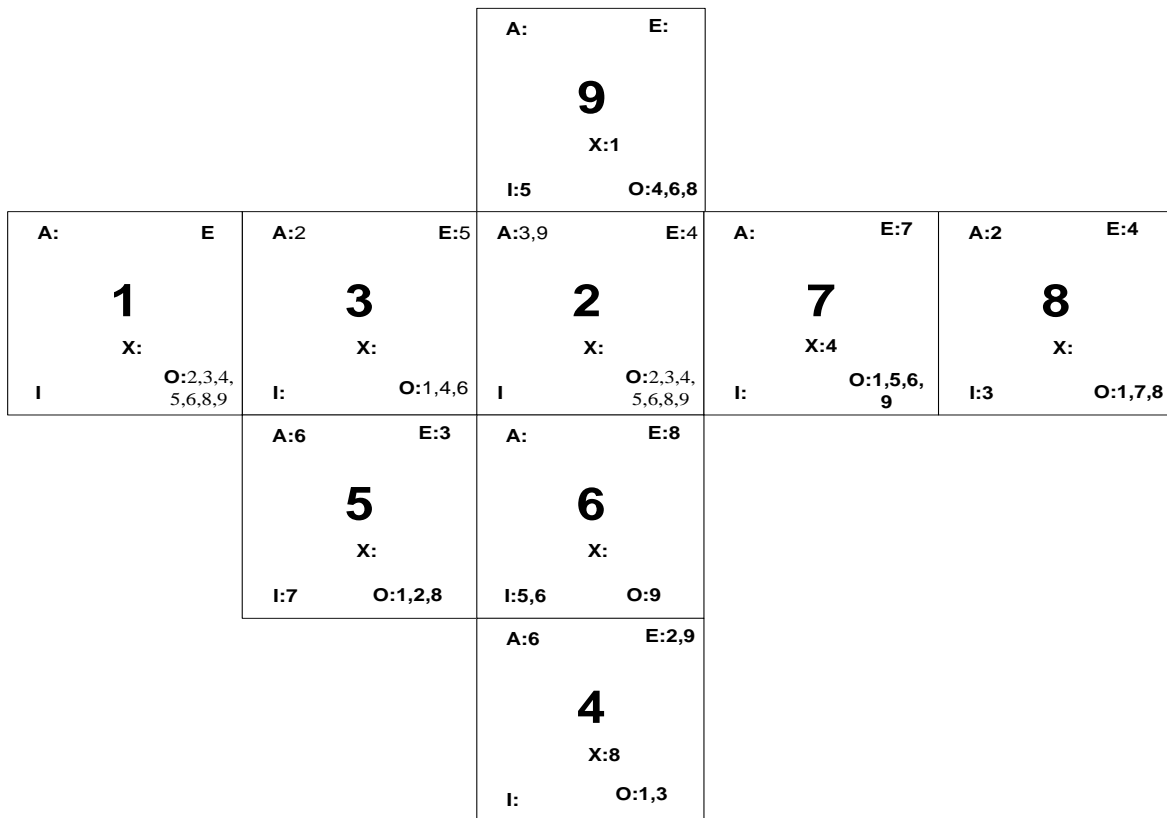 A: E:
9
X:1
I:5 O:4,6,8
A: E A:2 E:5 A:3,9 E:4 A: E:7 A:2 E:4
1 3 2 7 8
X: X: X: X:4 X:
I O:2,3,4, I: O:1,4,6 I O:2,3,4, I: O:1,5,6, I:3 O:1,7,8
5,6,8,9 5,6,8,9 9
A:6 E:3 A: E:8
5 6
X: X:
I:7 O:1,2,8 I:5,6 O:9
A:6 E:2,9
4
X:8
I: O:1,3